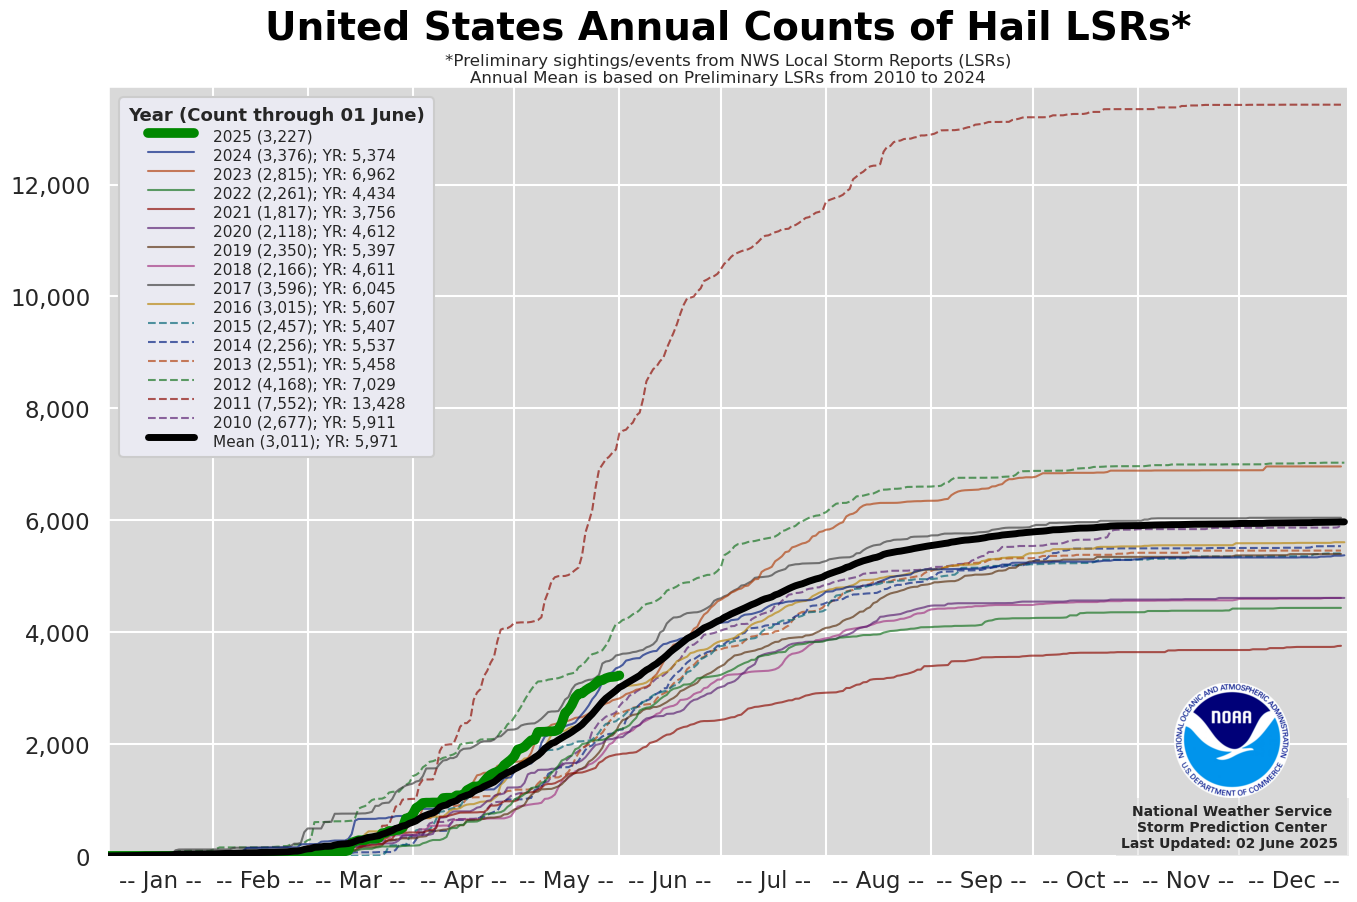 United States Annual Counts of Hail LSRs*
*Preliminary sightings/events from NWS Local Storm Reports (LSRs)
Annual Mean is based on Preliminary LSRs from 2010 to 2024
Year (Count through 01 June)
2025 (3,227)
2024 (3,376); YR: 5,374
2023 (2,815); YR: 6,962
2022 (2,261); YR: 4,434
2021 (1,817); YR: 3,756
2020 (2,118); YR: 4,612
2019 (2,350); YR: 5,397
2018 (2,166); YR: 4,611
2017 (3,596); YR: 6,045
2016 (3,015); YR: 5,607
2015 (2,457); YR: 5,407
2014 (2,256); YR: 5,537
2013 (2,551); YR: 5,458
2012 (4,168); YR: 7,029
2011 (7,552); YR: 13,428
2010 (2,677); YR: 5,911
Mean (3,011); YR: 5,971
12,000
10,000
8,000
6,000
4,000
2,000
0
NATIONAL OCEANIC AND ATMOSPHERIC ADMINISTRATION
NOAA
U.S. DEPARTMENT OF COMMERCE
National Weather Service
Storm Prediction Center
Last Updated: 02 June 2025
-- Jan -- -- Feb -- -- Mar -- -- Apr -- -- May -- -- Jun -- -- Jul -- -- Aug -- -- Sep -- -- Oct -- -- Nov -- -- Dec --